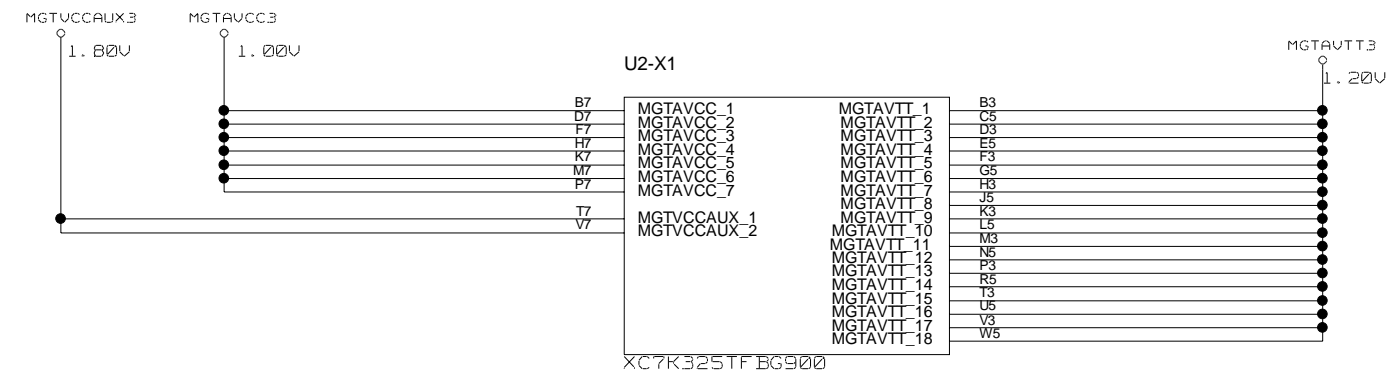 MGTVCCAUX3
MGTAVCC3
1.80V
1.00V
MGTAVTT3
1.20V
U2-X1
B7 MGTAVCC_1 MGTAVTT_1 B3
D7 MGTAVCC_2 MGTAVTT_2 C5
F7 MGTAVCC_3 MGTAVTT_3 D3
H7 MGTAVCC_4 MGTAVTT_4 E5
K7 MGTAVCC_5 MGTAVTT_5 F3
M7 MGTAVCC_6 MGTAVTT_6 G5
P7 MGTAVCC_7 MGTAVTT_7 H3
MGTAVTT_8 J5
T7 MGTVCCAUX_1 MGTAVTT_9 K3
V7 MGTVCCAUX_2 MGTAVTT_10 L5
MGTAVTT_11 M3
MGTAVTT_12 N5
MGTAVTT_13 P3
MGTAVTT_14 R5
MGTAVTT_15 T3
MGTAVTT_16 U5
MGTAVTT_17 V3
MGTAVTT_18 W5
XC7K325TFBG900